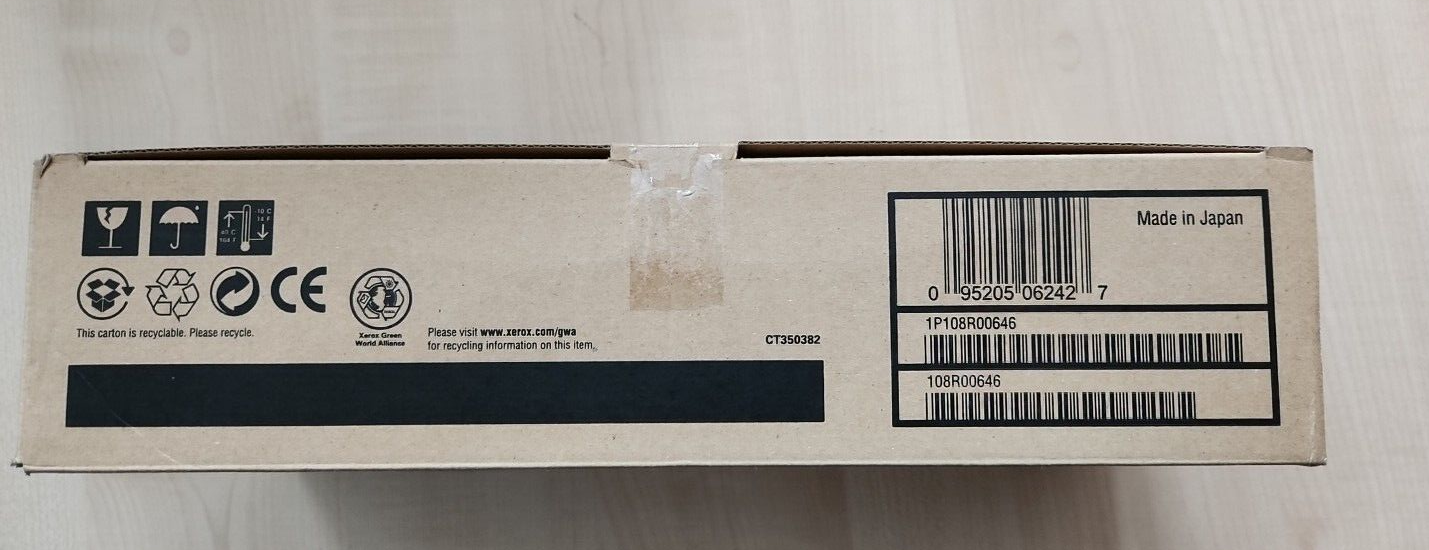 -10 C
14 F
40 C
104 F
CE
This carton is recyclable. Please recycle.
Xerox Green
World Alliance
Please visit www.xerox.com/gwa
for recycling information on this item.
CT350382
Made in Japan
0 95205 06242 7
1P108R00646
108R00646